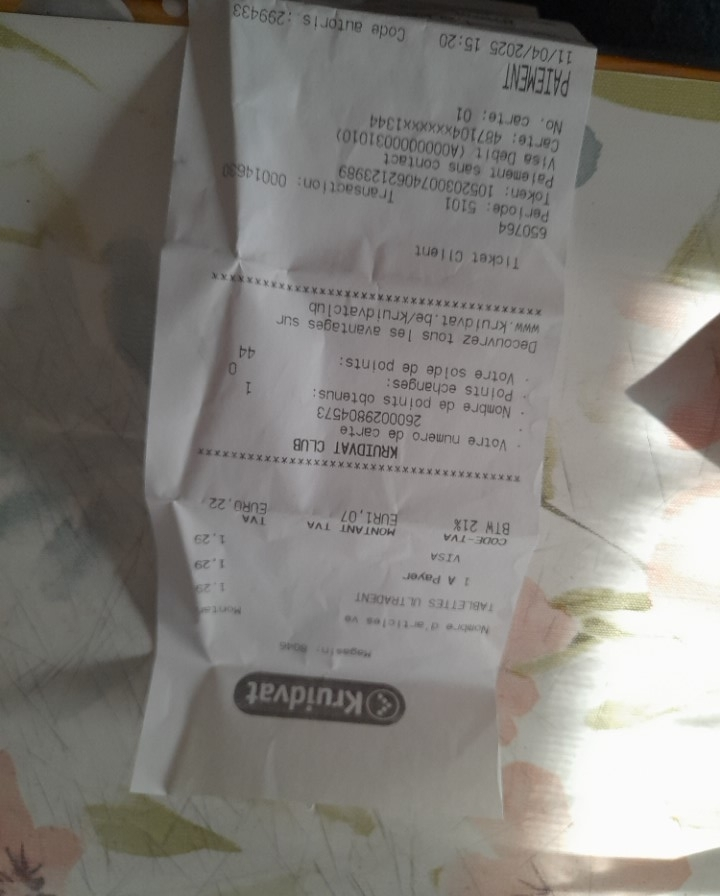 Kruidvat
Magasin: 8046
Nombre d'articles ve
TABLETTES ULTRADENT 1,29
1 A Payer 1,29
VISA 1,29
CODE-TVA MONTANT TVA TVA
BTW 21% EUR1,07 EUR0,22
****************************************
KRUIDVAT CLUB
· Votre numero de carte
· 2600029804573
· Nombre de points obtenus: 1
· Points echanges: 0
· Votre solde de points: 44
Decouvrez tous les avantages sur
www.kruidvat.be/kruidvatclub
****************************************
Ticket Client
650764
Periode: 5101 Transaction: 00014630
Token: 1052030074062123989
Paiement sans contact
Visa Debit (A0000000031010)
Carte: 487104xxxxxx1344
No. carte: 01
PAIEMENT
11/04/2025 15:20 Code autoris.:299433